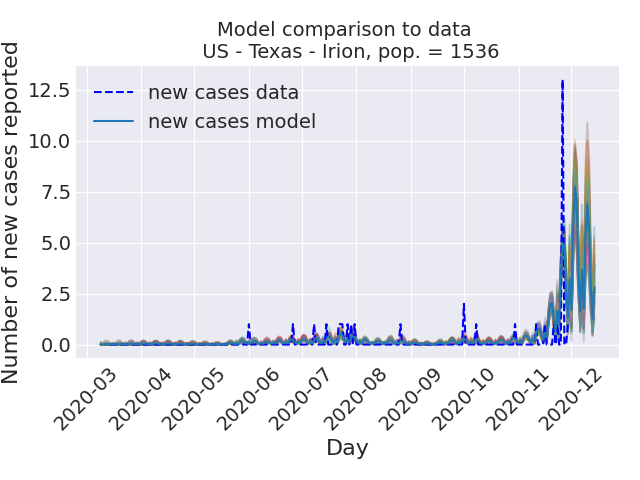 Model comparison to data
US - Texas - Irion, pop. = 1536
Number of new cases reported
12.5
10.0
7.5
5.0
2.5
0.0
new cases data
new cases model
2020-03
2020-04
2020-05
2020-06
2020-07
2020-08
2020-09
2020-10
2020-11
2020-12
Day